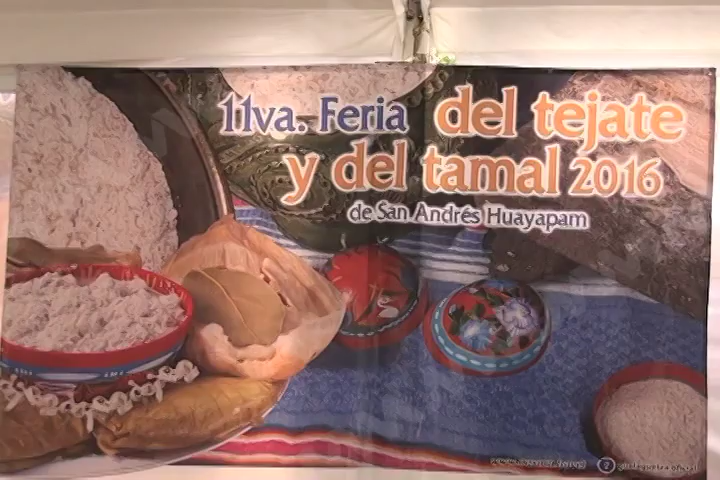 11va. Feria del tejate
y del tamal 2016
de San Andrés Huayapam